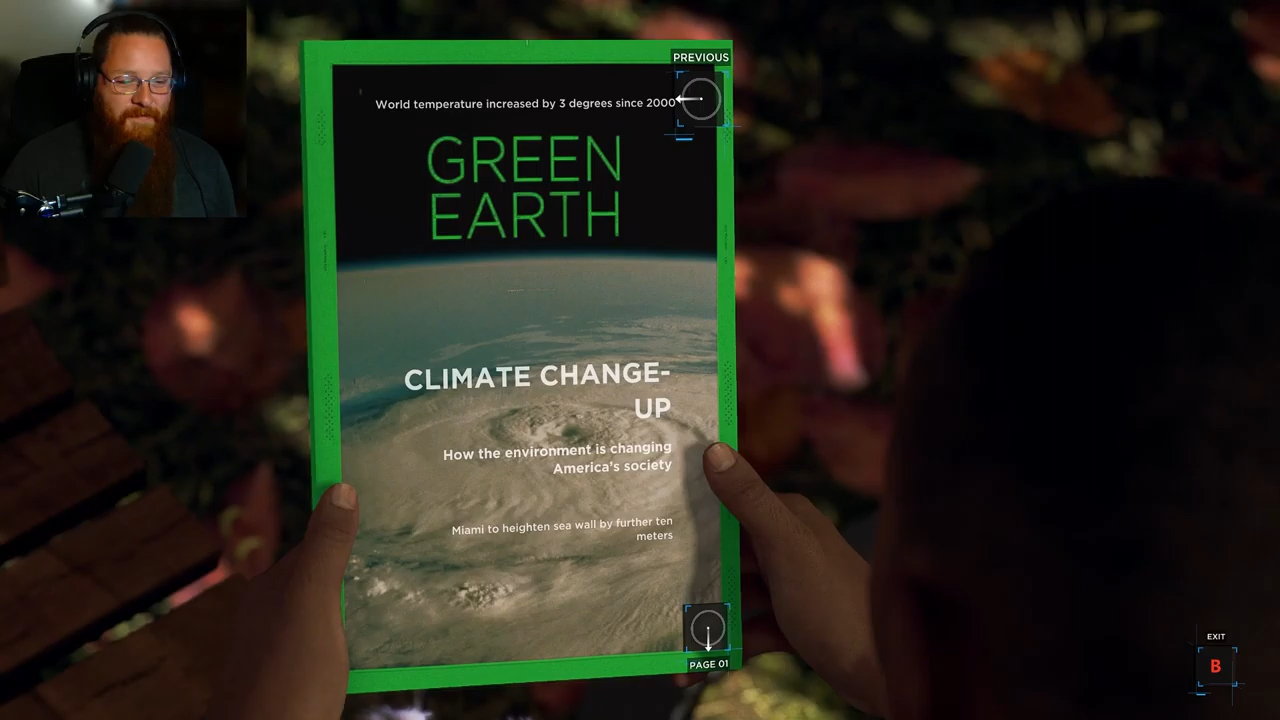 PREVIOUS
World temperature increased by 3 degrees since 2000
GREEN
EARTH
CLIMATE CHANGE-
UP
How the environment is changing
America's society
Miami to heighten sea wall by further ten
meters
PAGE 01
EXIT
B